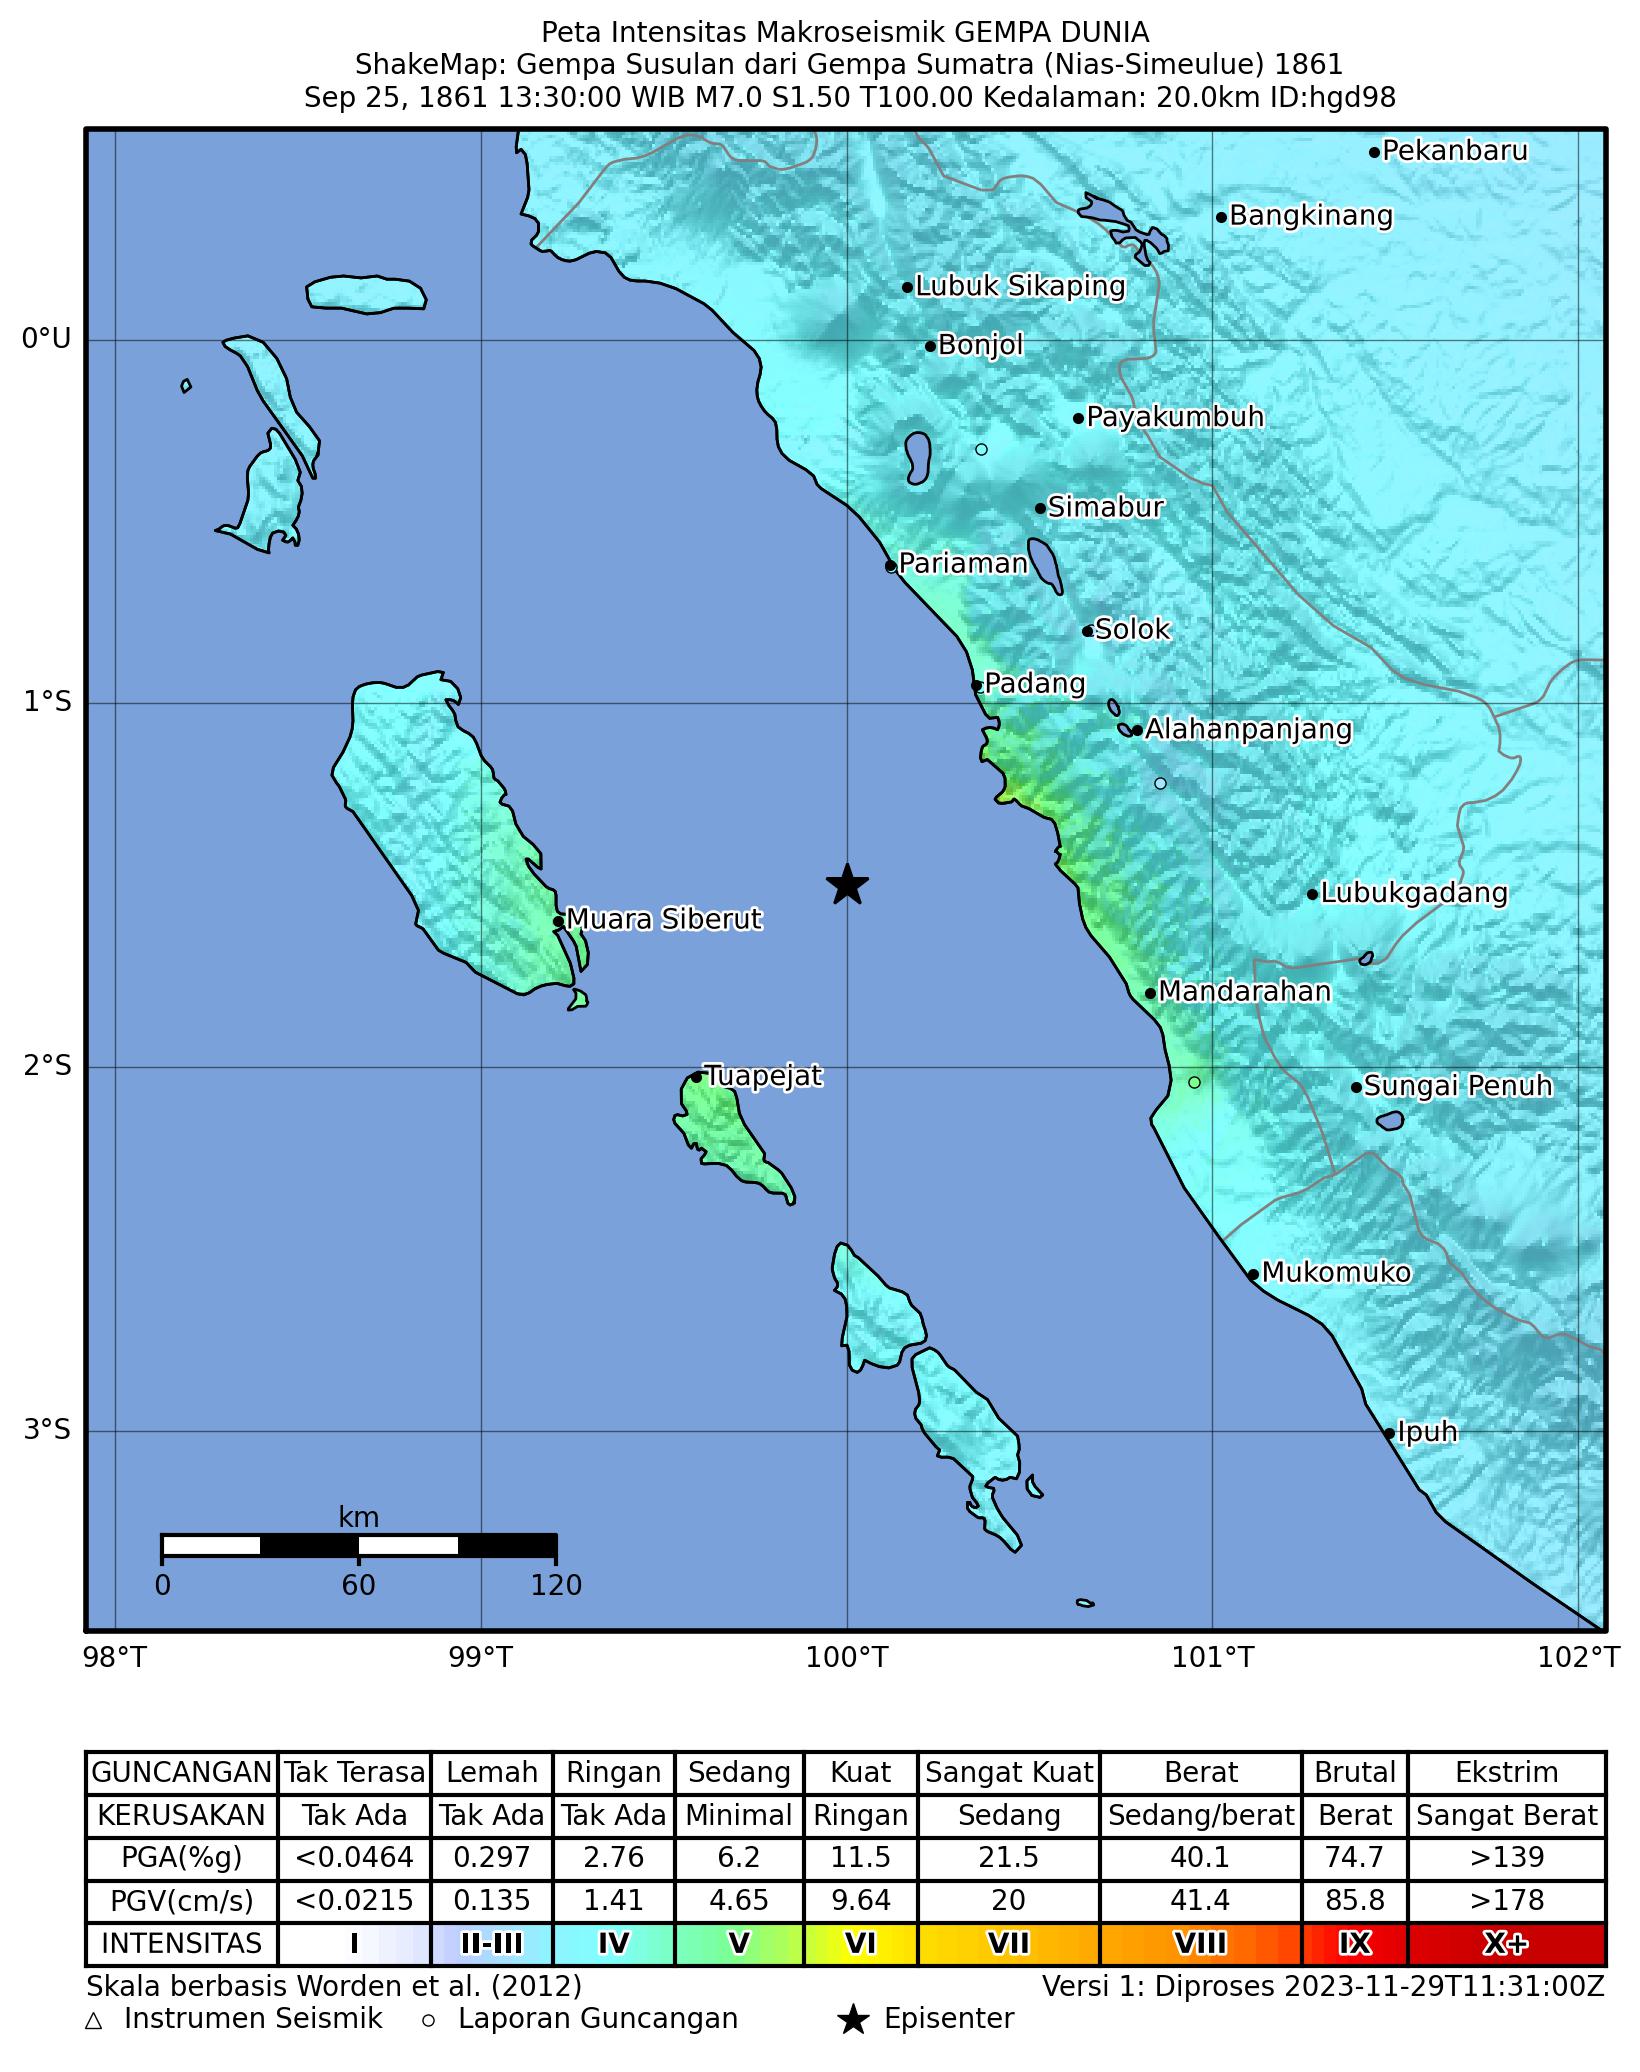 Peta Intensitas Makroseismik GEMPA DUNIA
ShakeMap: Gempa Susulan dari Gempa Sumatra (Nias-Simeulue) 1861
Sep 25, 1861 13:30:00 WIB M7.0 S1.50 T100.00 Kedalaman: 20.0km ID:hgd98
Pekanbaru
Bangkinang
Lubuk Sikaping
0°U
Bonjol
Payakumbuh
Simabur
Pariaman
Solok
Padang
1°S
Alahanpanjang
Lubukgadang
Muara Siberut
Mandarahan
2°S
Tuapejat
Sungai Penuh
Mukomuko
3°S
Ipuh
km
0 60 120
98°T 99°T 100°T 101°T 102°T
GUNCANGAN Tak Terasa Lemah Ringan Sedang Kuat Sangat Kuat Berat Brutal Ekstrim
KERUSAKAN Tak Ada Tak Ada Tak Ada Minimal Ringan Sedang Sedang/berat Berat Sangat Berat
PGA(%g) <0.0464 0.297 2.76 6.2 11.5 21.5 40.1 74.7 >139
PGV(cm/s) <0.0215 0.135 1.41 4.65 9.64 20 41.4 85.8 >178
INTENSITAS I II-III IV V VI VII VIII IX X+
Skala berbasis Worden et al. (2012) Versi 1: Diproses 2023-11-29T11:31:00Z
Instrumen Seismik Laporan Guncangan Episenter